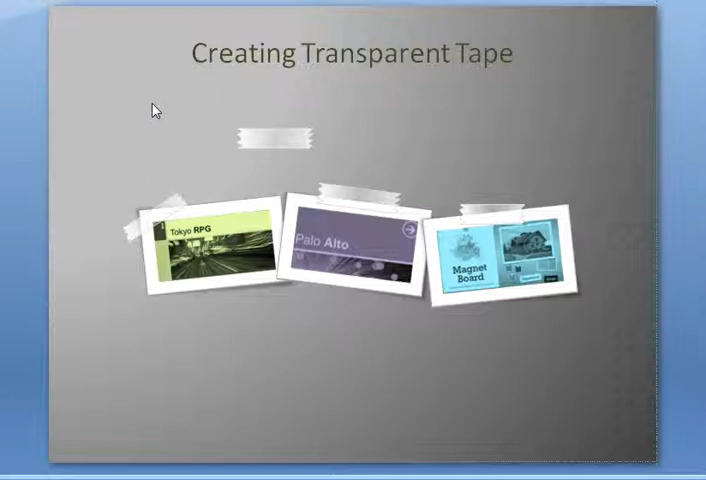 Creating Transparent Tape
Tokyo RPG
Palo Alto
Magnet
Board